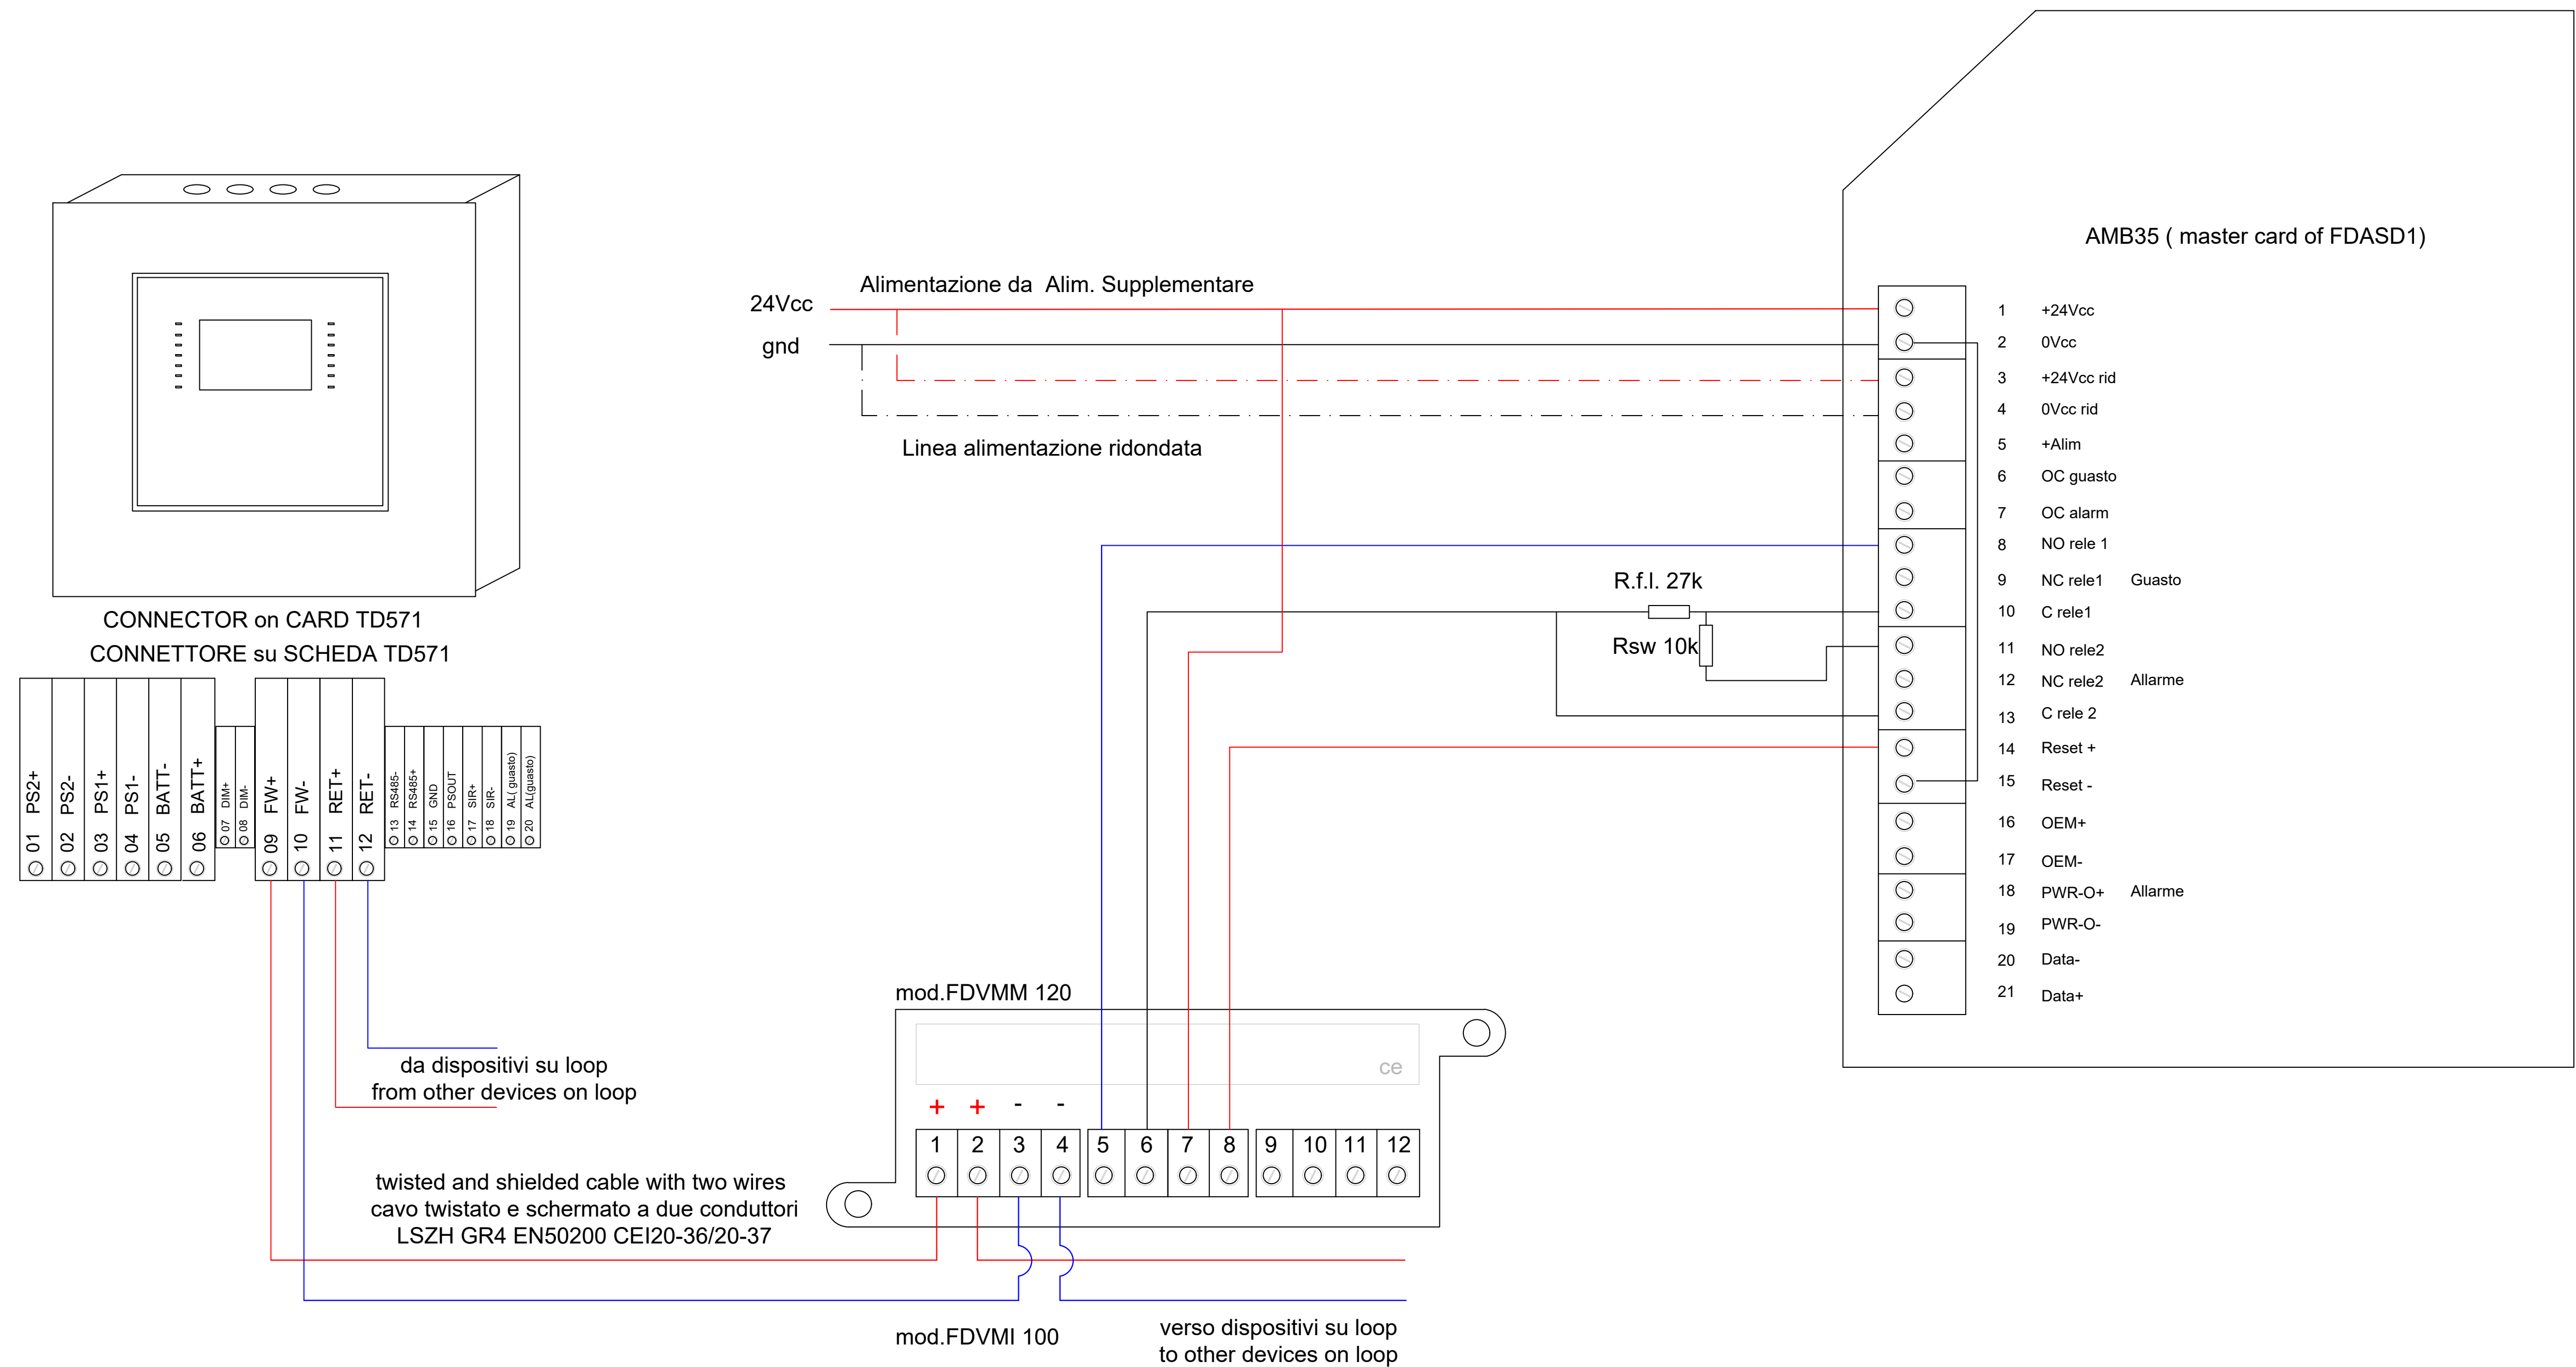 AMB35 ( master card of FDASD1)
Alimentazione da  Alim. Supplementare
24Vcc
gnd
Linea alimentazione ridondata
1 +24Vcc
2 0Vcc
3 +24Vcc rid
4 0Vcc rid
5 +Alim
6 OC guasto
7 OC alarm
8 NO rele 1
9 NC rele1 Guasto
10 C rele1
11 NO rele2
12 NC rele2 Allarme
13 C rele 2
14 Reset +
15 Reset -
16 OEM+
17 OEM-
18 PWR-O+ Allarme
19 PWR-O-
20 Data-
21 Data+
R.f.l. 27k
Rsw 10k
CONNECTOR on CARD TD571
CONNETTORE su SCHEDA TD571
01 PS2+
02 PS2-
03 PS1+
04 PS1-
05 BATT-
06 BATT+
07 DIM+
08 DIM-
09 FW+
10 FW-
11 RET+
12 RET-
13 RS485-
14 RS485+
15 GND
16 PSOUT
17 SIR+
18 SIR-
19 AL( guasto)
20 AL(guasto)
da dispositivi su loop
from other devices on loop
mod.FDVMM 120
ce
+ + - -
1 2 3 4 5 6 7 8 9 10 11 12
twisted and shielded cable with two wires
cavo twistato e schermato a due conduttori
LSZH GR4 EN50200 CEI20-36/20-37
mod.FDVMI 100
verso dispositivi su loop
to other devices on loop